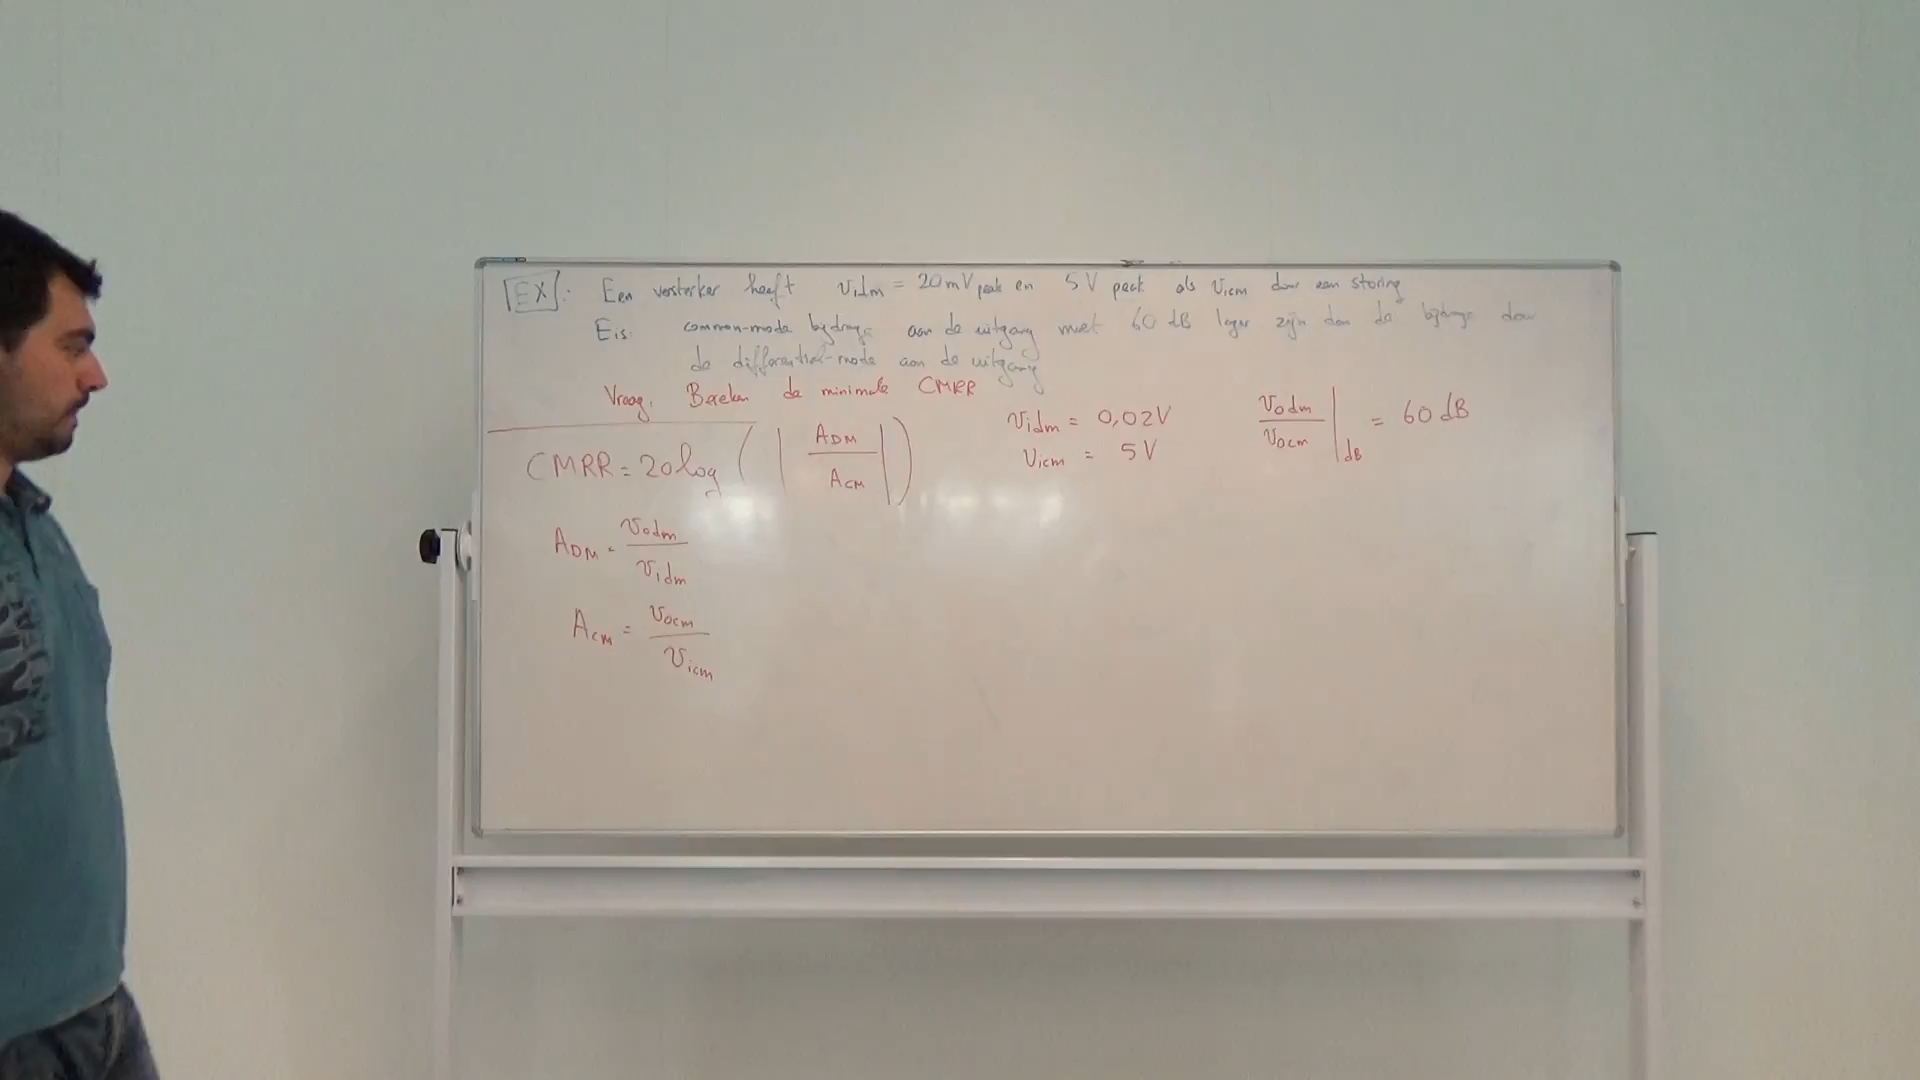 EX: Een versterker heeft vidm = 20mV peak en 5V peak als vicm door een storing
Eis: common-mode bijdrage aan de uitgang moet 60 dB lager zijn dan de bijdrage door
de differential-mode aan de uitgang
Vraag: Bereken de minimale CMRR
CMRR = 20 log ( | ADM / ACM | )
vidm = 0,02V
vicm = 5V
vodm / vocm | dB = 60 dB
ADM = vodm / vidm
ACM = vocm / vicm